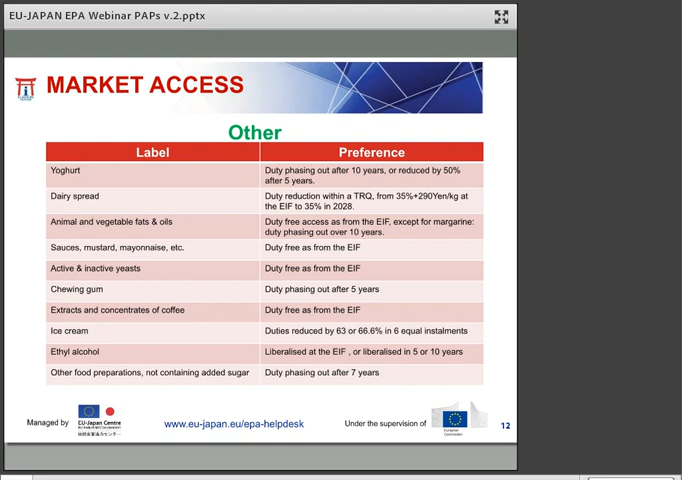 EU-JAPAN EPA Webinar PAPs v.2.pptx
MARKET ACCESS
Other
Label Preference
Yoghurt Duty phasing out after 10 years, or reduced by 50%
after 5 years.
Dairy spread Duty reduction within a TRQ, from 35%+290Yen/kg at
the EIF to 35% in 2028.
Animal and vegetable fats & oils Duty free access as from the EIF, except for margarine:
duty phasing out over 10 years.
Sauces, mustard, mayonnaise, etc. Duty free as from the EIF
Active & inactive yeasts Duty free as from the EIF
Chewing gum Duty phasing out after 5 years
Extracts and concentrates of coffee Duty free as from the EIF
Ice cream Duties reduced by 63 or 66.6% in 6 equal instalments
Ethyl alcohol Liberalised at the EIF , or liberalised in 5 or 10 years
Other food preparations, not containing added sugar Duty phasing out after 7 years
Managed by
EU-Japan Centre
www.eu-japan.eu/epa-helpdesk
Under the supervision of
European
Commission
12